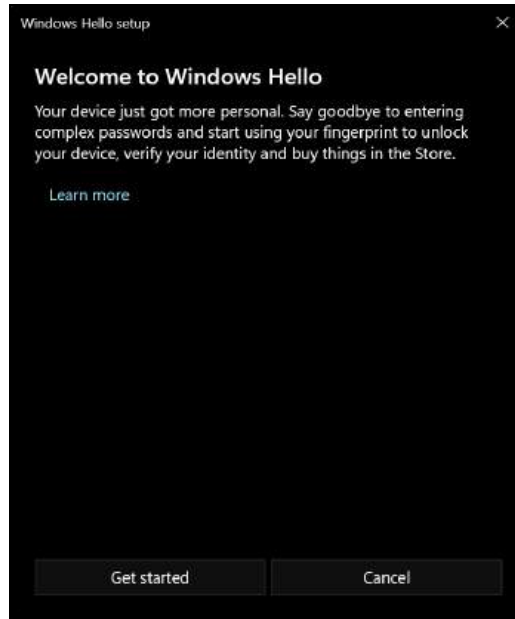 Windows Hello setup
Welcome to Windows Hello
Your device just got more personal. Say goodbye to entering
complex passwords and start using your fingerprint to unlock
your device, verify your identity and buy things in the Store.
Learn more
Get started
Cancel